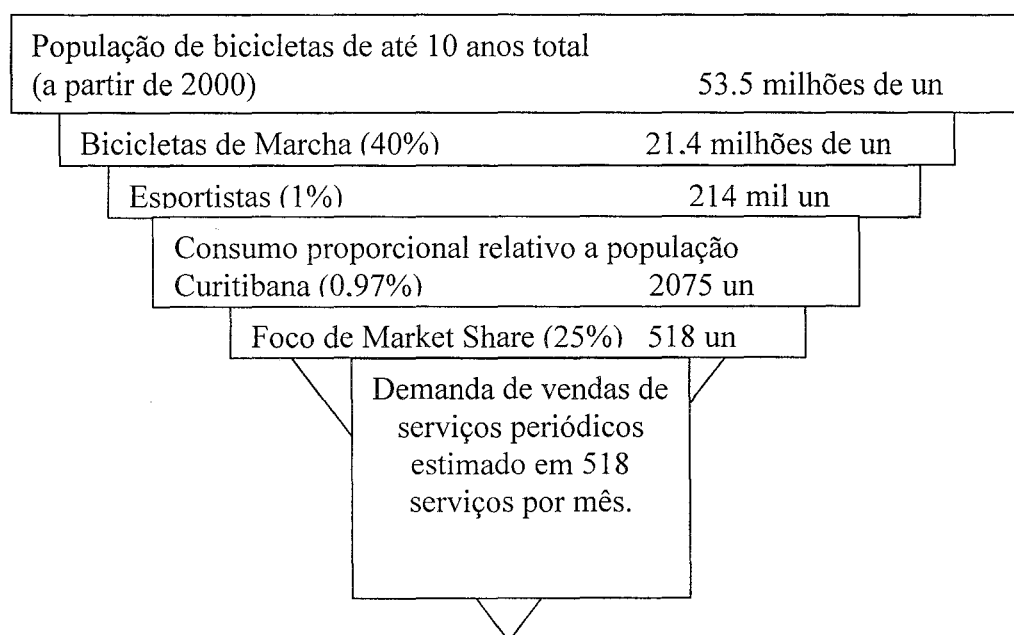 População de bicicletas de até 10 anos total
(a partir de 2000) 53.5 milhões de un
Bicicletas de Marcha (40%) 21.4 milhões de un
Esportistas (1%) 214 mil un
Consumo proporcional relativo a população
Curitibana (0.97%) 2075 un
Foco de Market Share (25%) 518 un
Demanda de vendas de
serviços periódicos
estimado em 518
serviços por mês.